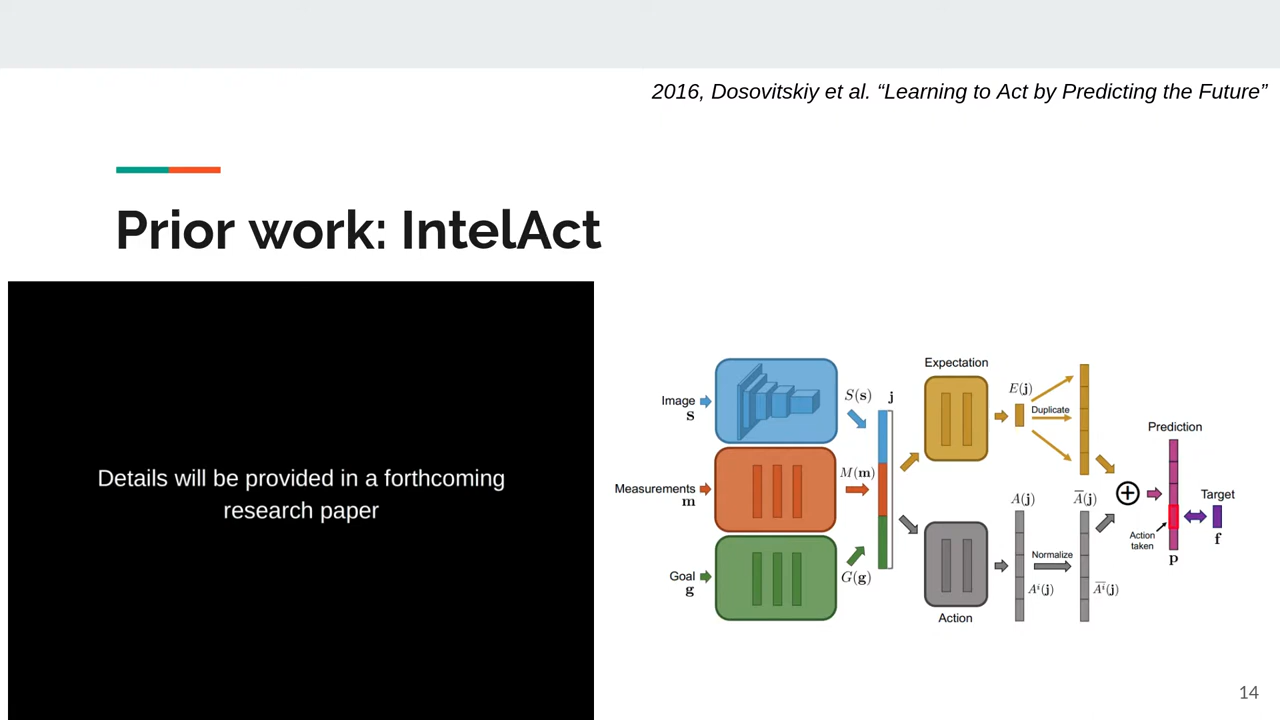 2016, Dosovitskiy et al. “Learning to Act by Predicting the Future”
Prior work: IntelAct
Details will be provided in a forthcoming
research paper
Image
s
Measurements
m
Goal
g
S(s)
j
M(m)
G(g)
Expectation
E(j)
Duplicate
Action
A(j)
Aⁱ(j)
Normalize
A̅(j)
A̅ⁱ(j)
Prediction
Action
taken
p
Target
f
14